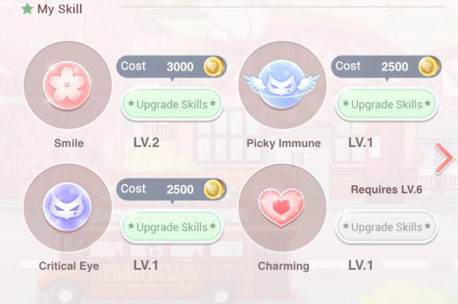 My Skill
Cost 3000
Upgrade Skills
Smile
LV.2
Cost 2500
Upgrade Skills
Picky Immune
LV.1
Cost 2500
Upgrade Skills
Critical Eye
LV.1
Requires LV.6
Upgrade Skills
Charming
LV.1